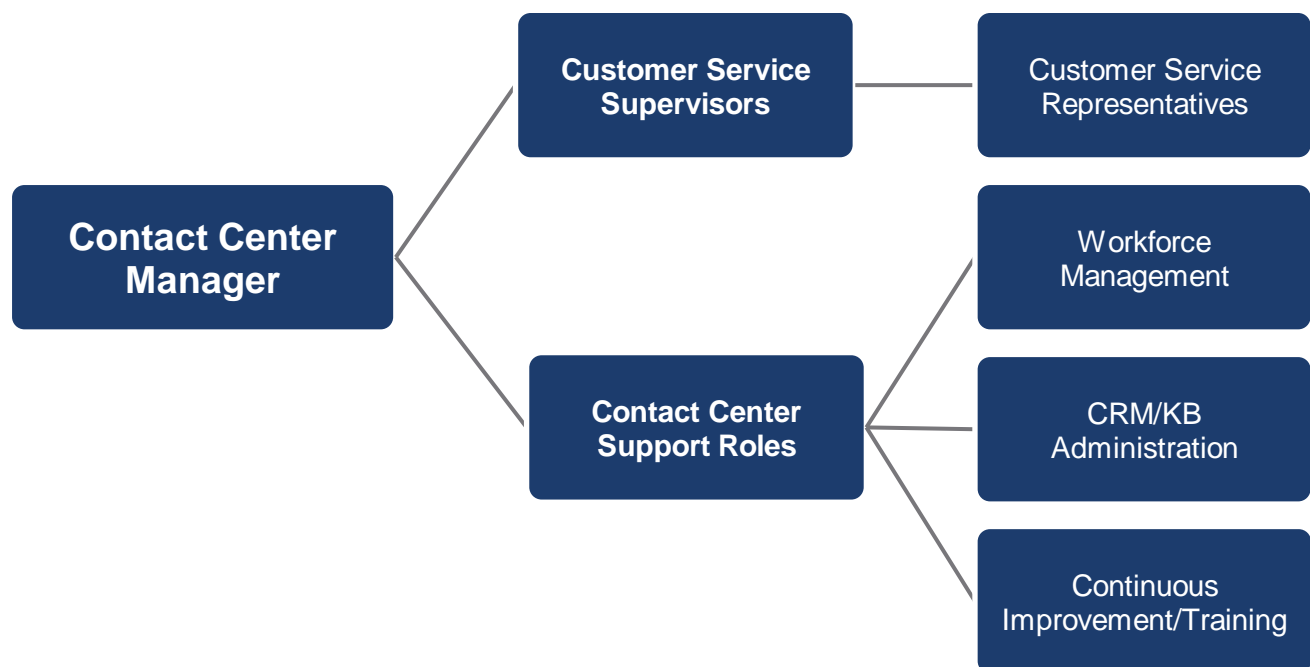 Customer Service
Supervisors
Customer Service
Representatives
Contact Center
Manager
Workforce
Management
Contact Center
Support Roles
CRM/KB
Administration
Continuous
Improvement/Training